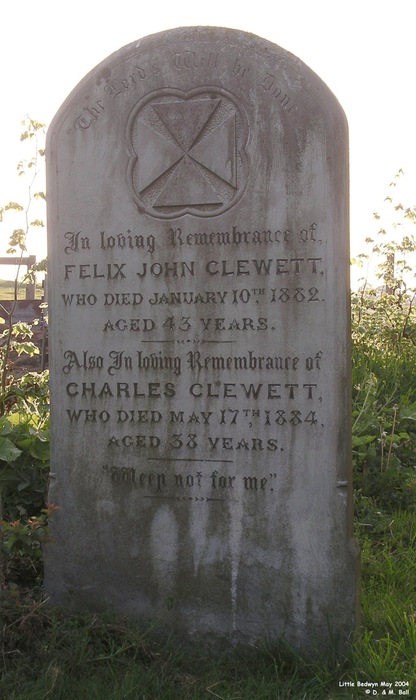 The Lord's Will be Done
In loving Remembrance of,
FELIX JOHN CLEWETT,
WHO DIED JANUARY 10TH 1882.
AGED 43 YEARS.
Also In loving Remembrance of
CHARLES CLEWETT,
WHO DIED MAY 17TH, 1884,
AGED 38 YEARS.
"Weep not for me."
Little Bedwyn May 2004
© D. & M. Ball